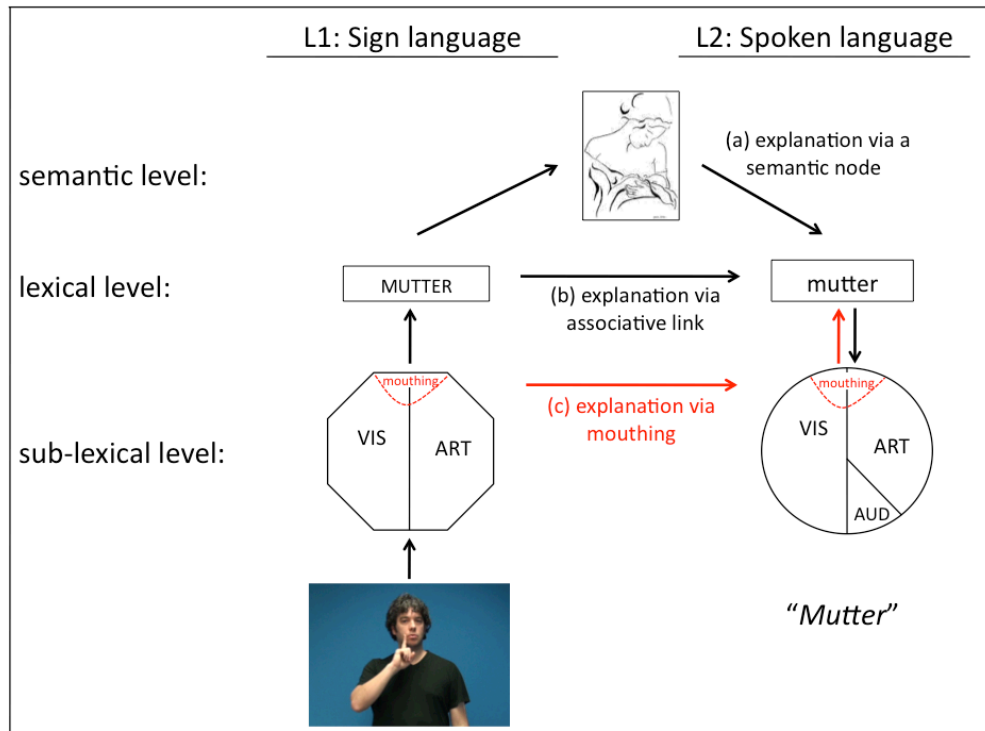 L1: Sign language
L2: Spoken language
semantic level:
(a) explanation via a
semantic node
lexical level:
MUTTER
(b) explanation via
associative link
mutter
sub-lexical level:
mouthing
VIS
ART
(c) explanation via
mouthing
mouthing
VIS
ART
AUD
“Mutter”